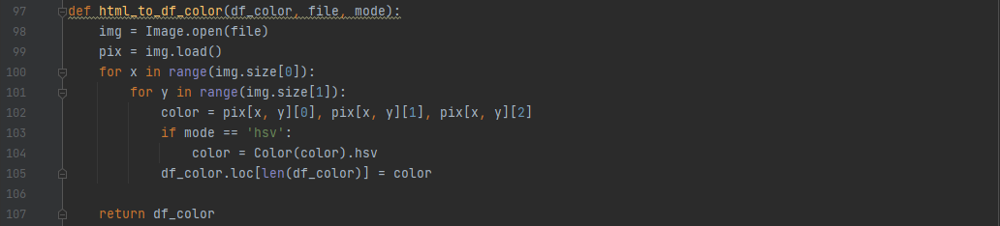 97 def html_to_df_color(df_color, file, mode):
98     img = Image.open(file)
99     pix = img.load()
100     for x in range(img.size[0]):
101         for y in range(img.size[1]):
102             color = pix[x, y][0], pix[x, y][1], pix[x, y][2]
103             if mode == 'hsv':
104                 color = Color(color).hsv
105             df_color.loc[len(df_color)] = color
106
107     return df_color